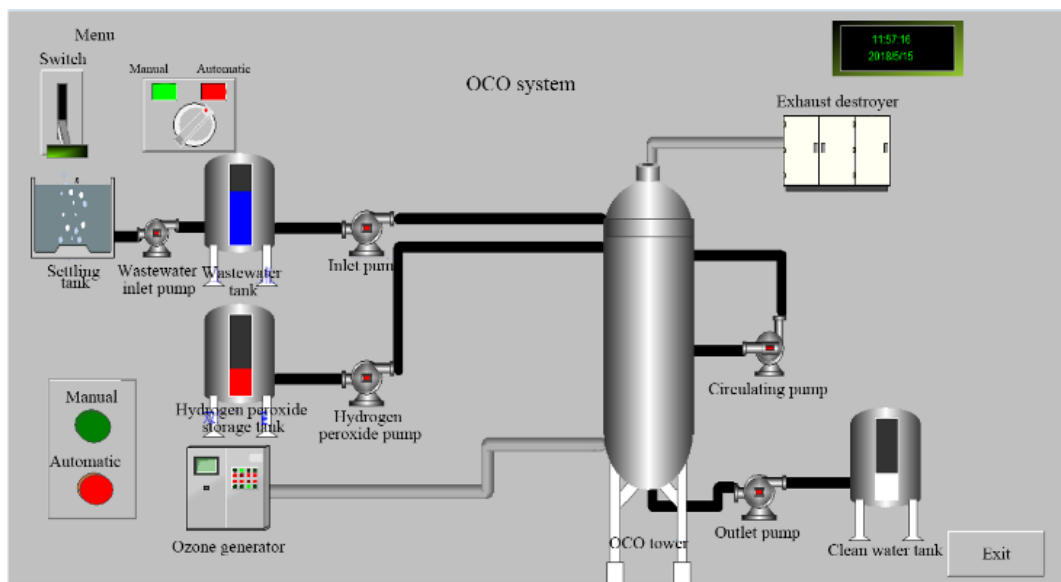 Menu
Switch
Manual
Automatic
OCO system
11:57:16
2018/5/15
Exhaust destroyer
Settling
tank
Wastewater
inlet pump
Wastewater
tank
Inlet pum
Hydrogen peroxide
storage tank
Hydrogen
peroxide pump
Circulating pump
Manual
Automatic
Ozone generator
OCO tower
Outlet pump
Clean water tank
Exit